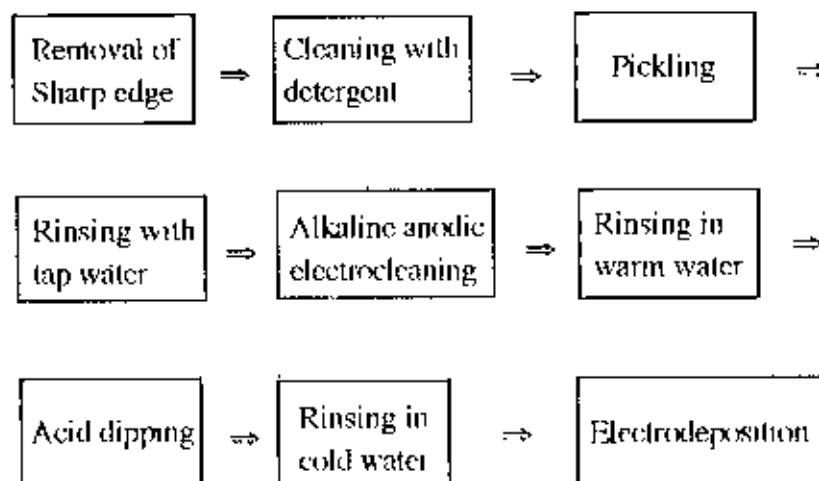 Removal of
Sharp edge
⇒
Cleaning with
detergent
⇒
Pickling
⇒
Rinsing with
tap water
⇒
Alkaline anodic
electrocleaning
⇒
Rinsing in
warm water
⇒
Acid dipping
⇒
Rinsing in
cold water
⇒
Electrodeposition